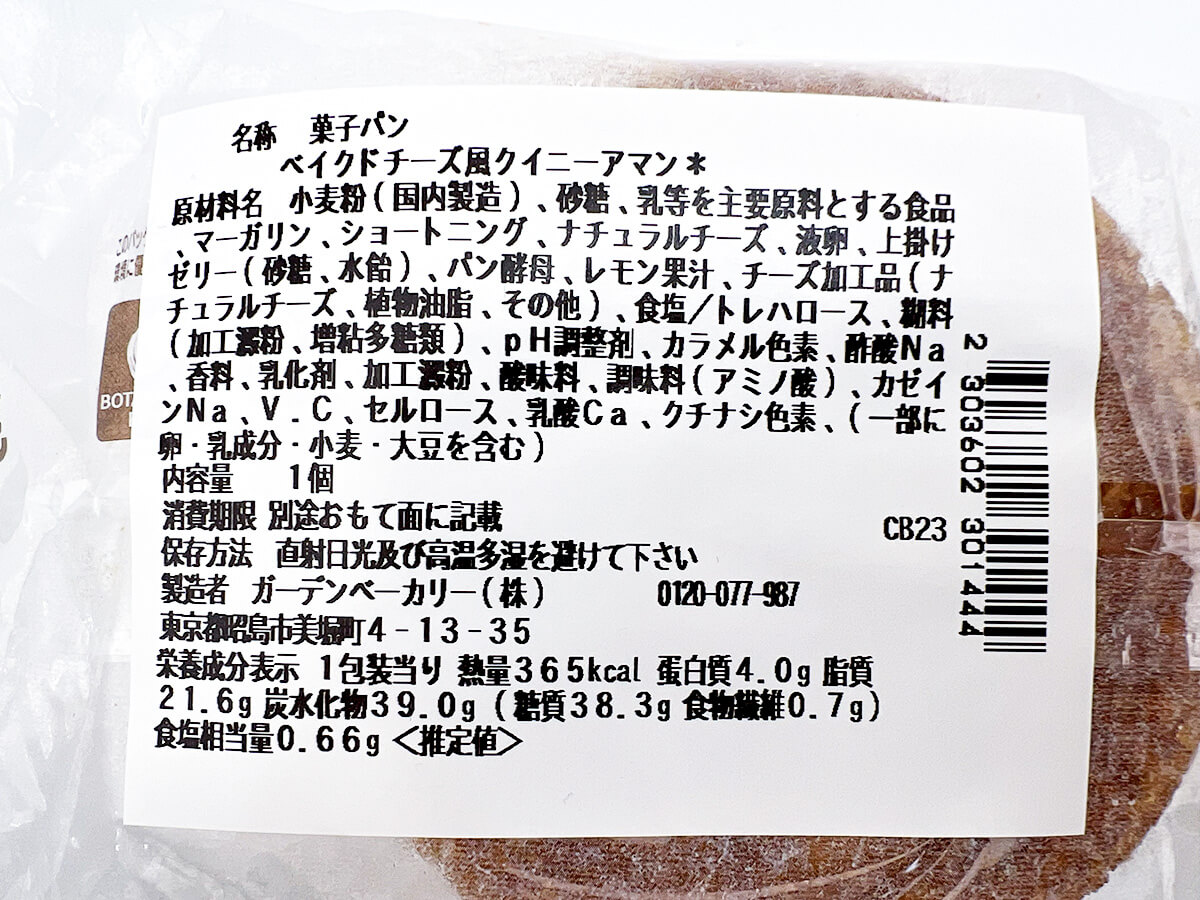 名称 菓子パン
ベイクドチーズ風クイニーアマン*
原材料名 小麦粉(国内製造)、砂糖、乳等を主要原料とする食品
、マーガリン、ショートニング、ナチュラルチーズ、液卵、上掛け
ゼリー(砂糖、水飴)、パン酵母、レモン果汁、チーズ加工品(ナ
チュラルチーズ、植物油脂、その他)、食塩/トレハロース、糊料
(加工澱粉、増粘多糖類)、pH調整剤、カラメル色素、酢酸Na
、香料、乳化剤、加工澱粉、酸味料、調味料(アミノ酸)、カゼイ
ンNa、V.C、セルロース、乳酸Ca、クチナシ色素、(一部に
卵・乳成分・小麦・大豆を含む)
内容量 1個
消費期限 別途おもて面に記載
CB23
保存方法 直射日光及び高温多湿を避けて下さい
製造者 ガーデンベーカリー(株) 0120-077-987
東京都昭島市美堀町4-13-35
栄養成分表示 1包装当り 熱量365kcal 蛋白質4.0g 脂質
21.6g 炭水化物39.0g (糖質38.3g 食物繊維0.7g)
食塩相当量0.66g <推定値>
2 303602 301444
このパッ
BOTA